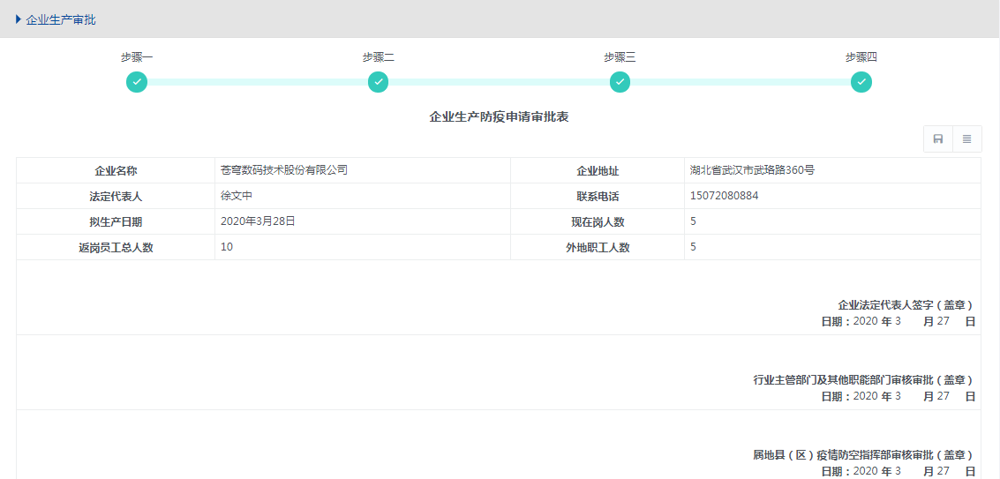 企业生产审批
步骤一 步骤二 步骤三 步骤四
企业生产防疫申请审批表
企业名称 苍穹数码技术股份有限公司 企业地址 湖北省武汉市武珞路360号
法定代表人 徐文中 联系电话 15072080884
拟生产日期 2020年3月28日 现在岗人数 5
返岗员工总人数 10 外地职工人数 5
企业法定代表人签字（盖章）
日期：2020 年 3 月 27 日
行业主管部门及其他职能部门审核审批（盖章）
日期：2020 年 3 月 27 日
属地县（区）疫情防空指挥部审核审批（盖章）
日期：2020 年 3 月 27 日